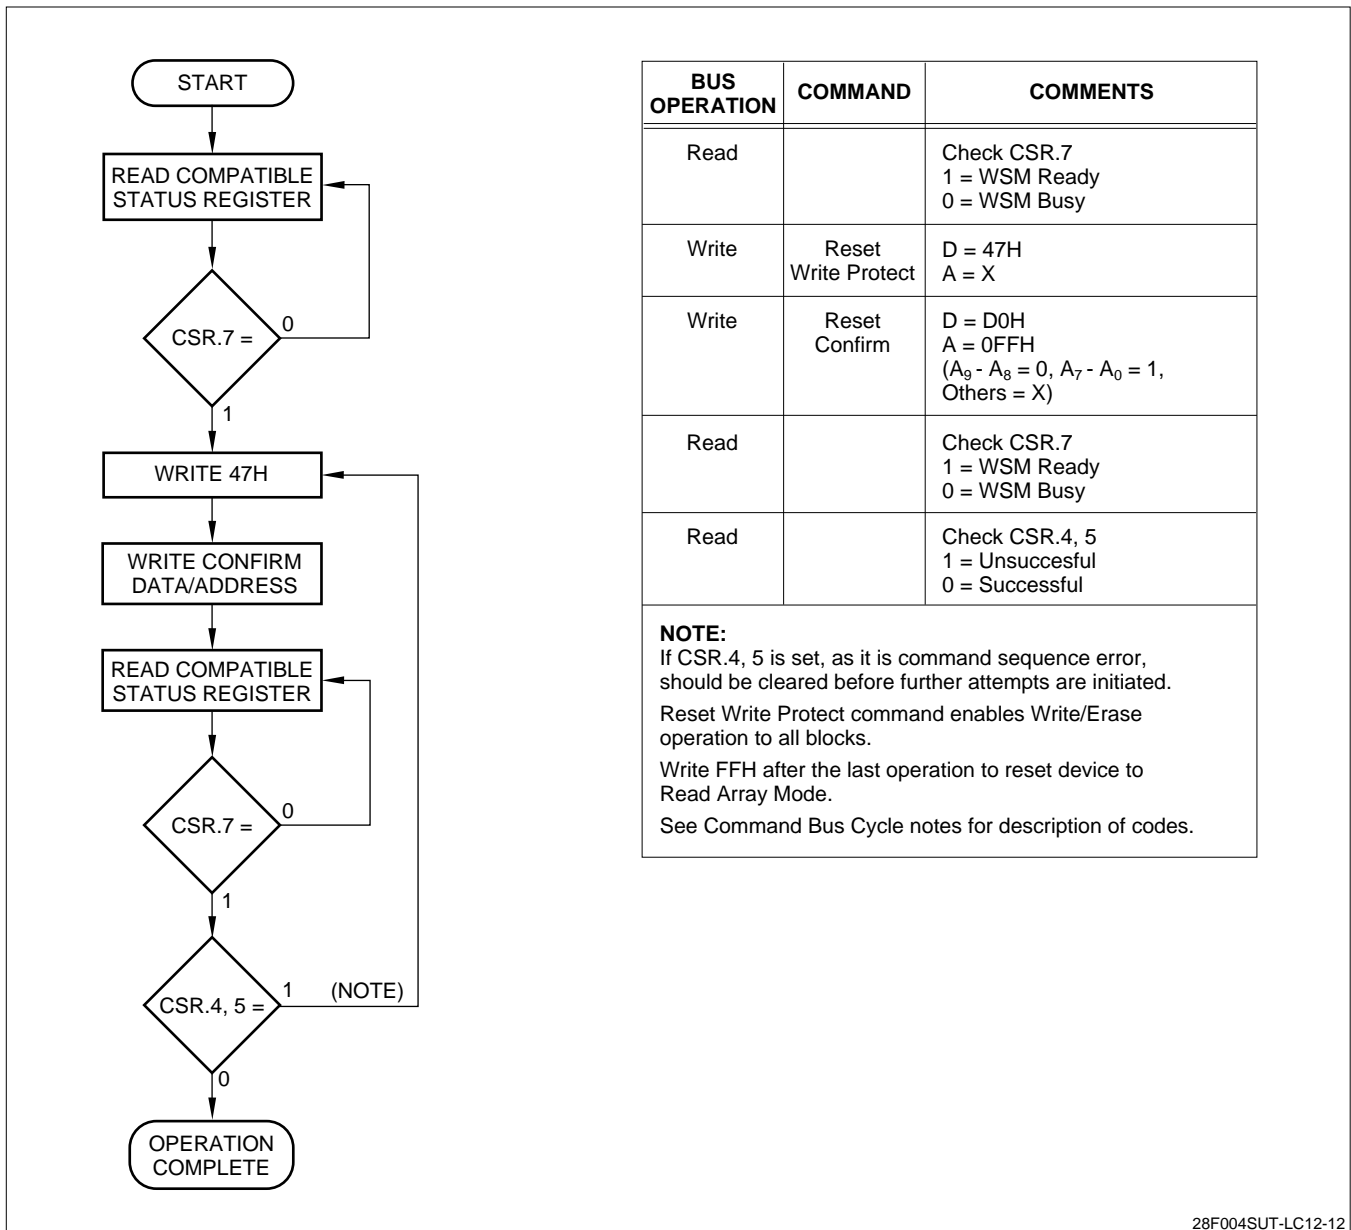 START
READ COMPATIBLE
STATUS REGISTER
CSR.7 =
0
1
WRITE 47H
WRITE CONFIRM
DATA/ADDRESS
READ COMPATIBLE
STATUS REGISTER
CSR.7 =
0
1
CSR.4, 5 =
1 (NOTE)
0
OPERATION
COMPLETE
BUS
OPERATION
COMMAND
COMMENTS
Read
Check CSR.7
1 = WSM Ready
0 = WSM Busy
Write
Reset
Write Protect
D = 47H
A = X
Write
Reset
Confirm
D = D0H
A = 0FFH
(A9 - A8 = 0, A7 - A0 = 1,
Others = X)
Read
Check CSR.7
1 = WSM Ready
0 = WSM Busy
Read
Check CSR.4, 5
1 = Unsuccesful
0 = Successful
NOTE:
If CSR.4, 5 is set, as it is command sequence error,
should be cleared before further attempts are initiated.
Reset Write Protect command enables Write/Erase
operation to all blocks.
Write FFH after the last operation to reset device to
Read Array Mode.
See Command Bus Cycle notes for description of codes.
28F004SUT-LC12-12